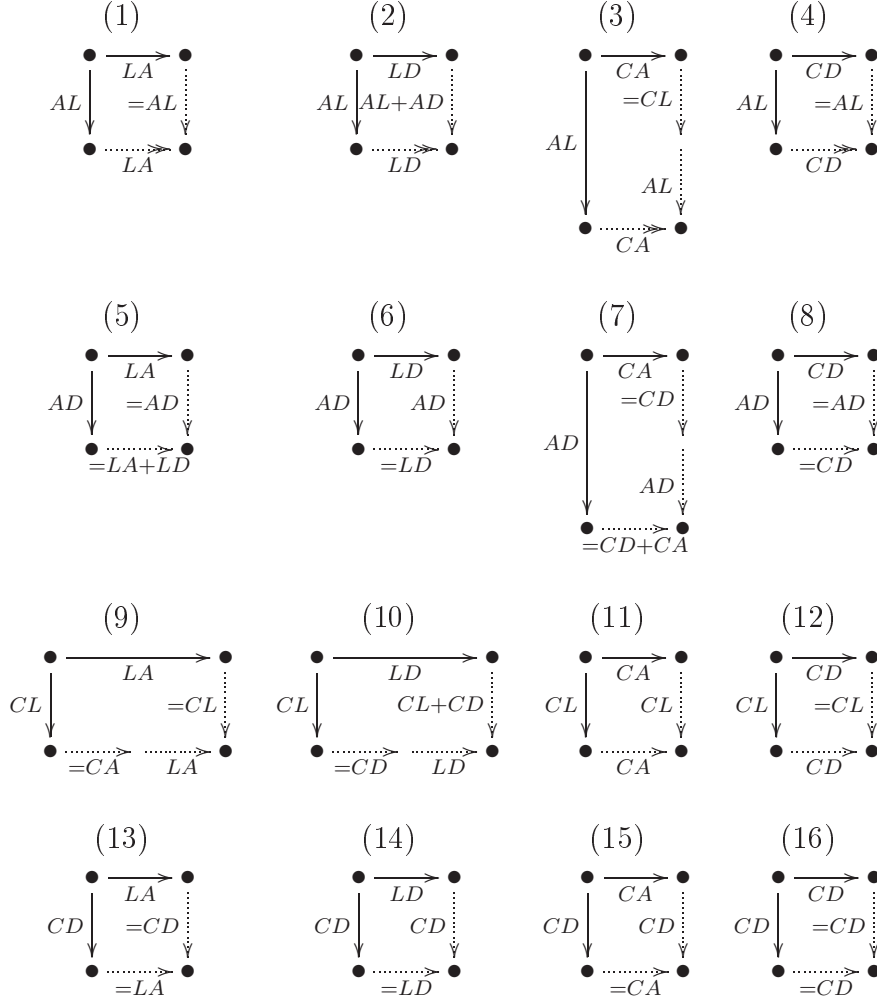 (1) (2) (3) (4)
LA LD CA CD
AL =AL AL AL+AD =CL AL =AL
AL
LA LD AL CD
CA
(5) (6) (7) (8)
LA LD CA CD
AD =AD AD AD =CD AD =AD
AD
=LA+LD =LD AD =CD
=CD+CA
(9) (10) (11) (12)
LA LD CA CD
CL =CL CL CL+CD CL CL CL =CL
=CA LA =CD LD CA CD
(13) (14) (15) (16)
LA LD CA CD
CD =CD CD CD CD CD CD =CD
=LA =LD =CA =CD